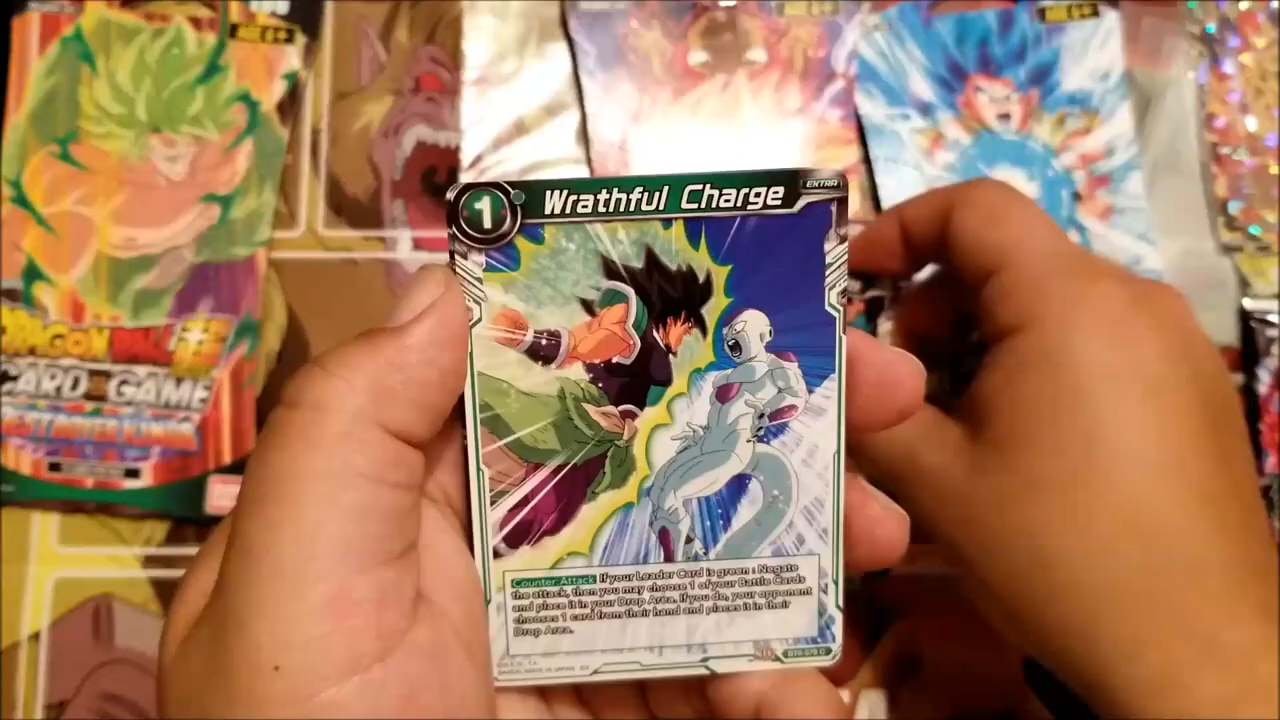 1
Wrathful Charge
EXTRA
Counter:Attack If your Leader Card is green : Negate
the attack, then you may choose 1 of your Battle Cards
and place it in your Drop Area. If you do, your opponent
chooses 1 card from their hand and places it in their
Drop Area.
DRAGON BALL
CARD GAME